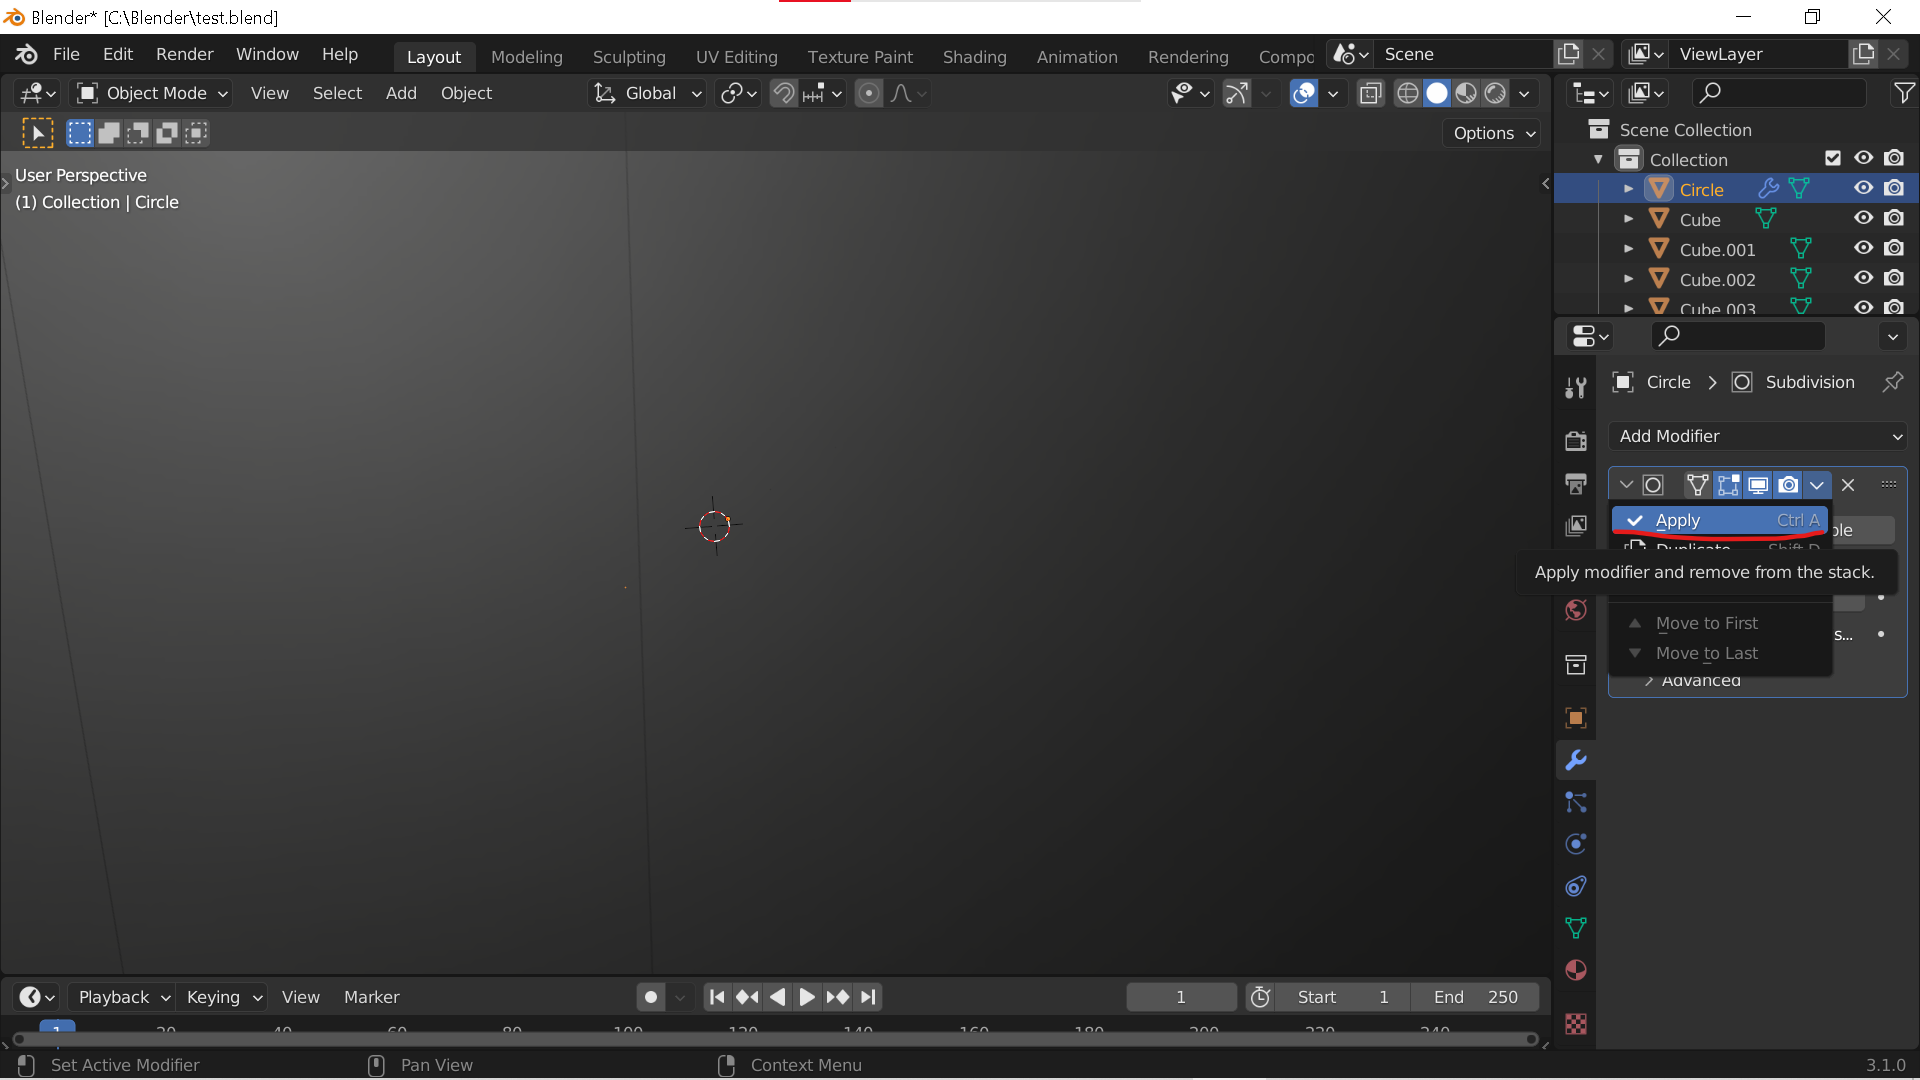 Blender* [C:\Blender\test.blend]
File Edit Render Window Help Layout Modeling Sculpting UV Editing Texture Paint Shading Animation Rendering Compo Scene ViewLayer
Object Mode View Select Add Object Global
Options
User Perspective
(1) Collection | Circle
Scene Collection
Collection
Circle
Cube
Cube.001
Cube.002
Cube.003
Circle > Subdivision
Add Modifier
Apply Ctrl A
Duplicate Shift D
Apply modifier and remove from the stack.
Move to First
s...
Move to Last
Advanced
Playback Keying View Marker 1 Start 1 End 250
1 20 40 60 80 100 120 140 160 180 200 220 240
Set Active Modifier Pan View Context Menu 3.1.0